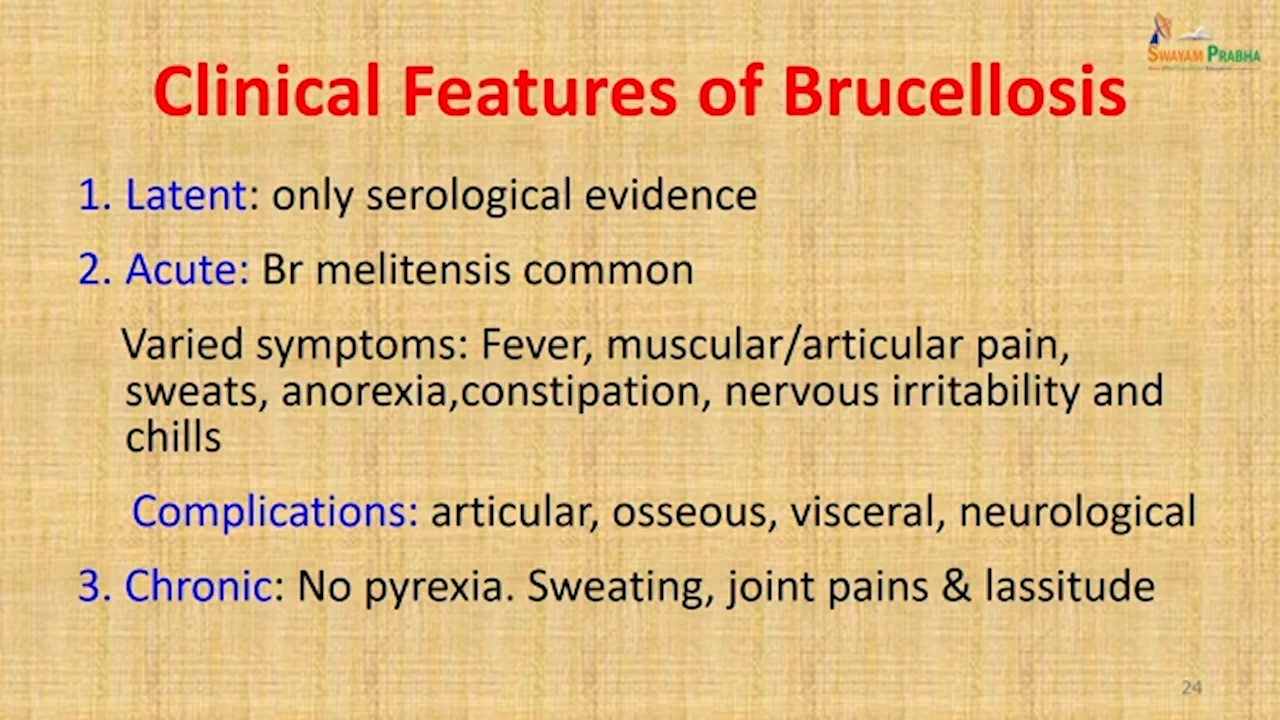 SWAYAM PRABHA
Clinical Features of Brucellosis
1. Latent: only serological evidence
2. Acute: Br melitensis common
Varied symptoms: Fever, muscular/articular pain,
sweats, anorexia,constipation, nervous irritability and
chills
Complications: articular, osseous, visceral, neurological
3. Chronic: No pyrexia. Sweating, joint pains & lassitude
24